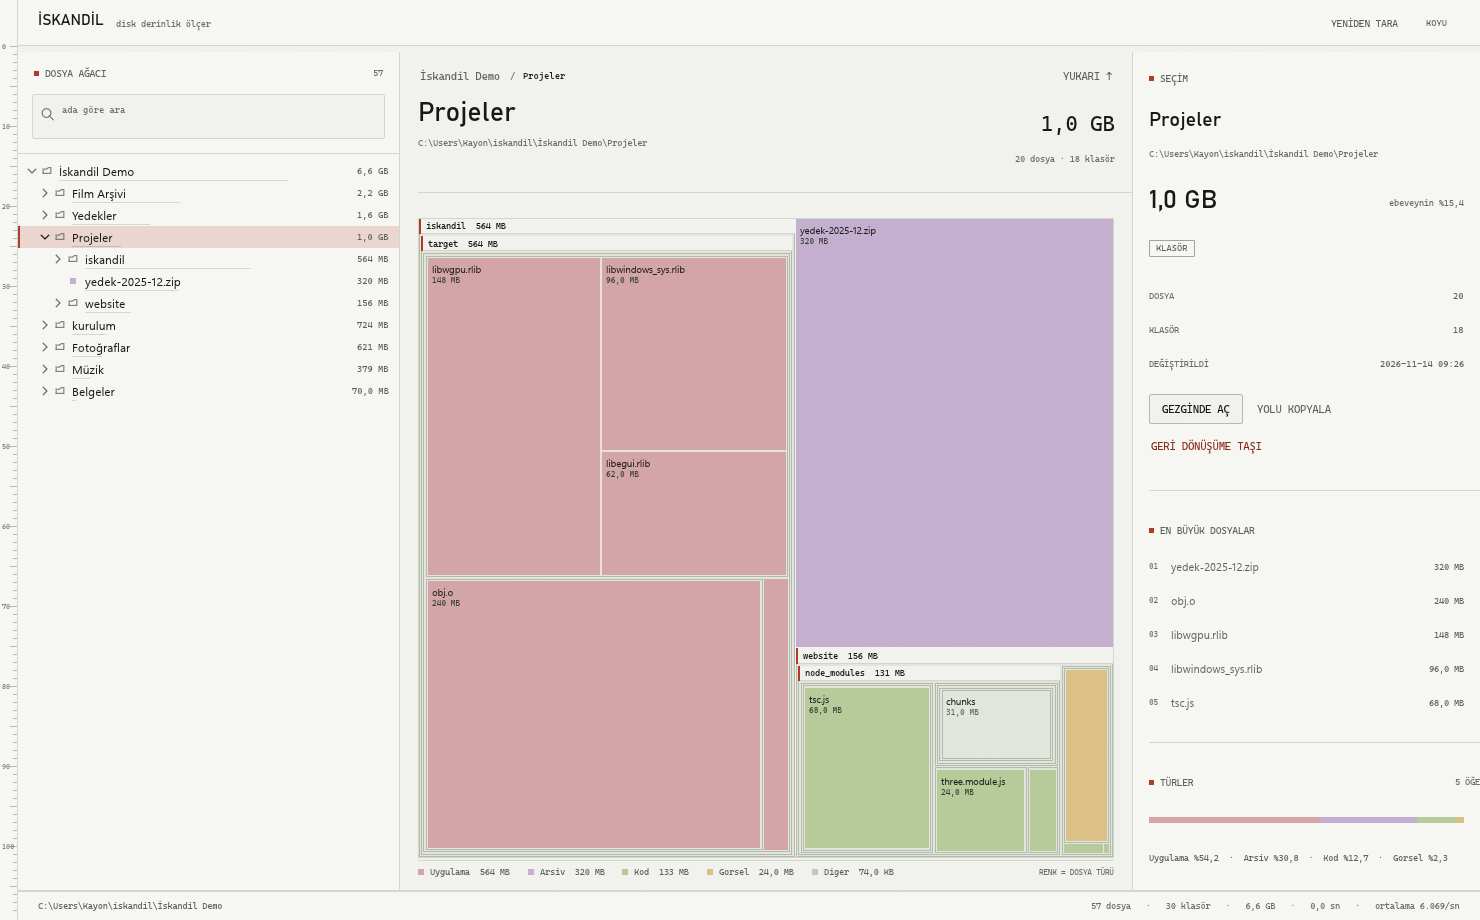 İSKANDİL disk derinlik ölçer
YENİDEN TARA KOYU
DOSYA AĞACI 57
ada göre ara
İskandil Demo 6,6 GB
Film Arşivi 2,2 GB
Yedekler 1,6 GB
Projeler 1,0 GB
iskandil 564 MB
yedek-2025-12.zip 320 MB
website 156 MB
kurulum 724 MB
Fotoğraflar 621 MB
Müzik 379 MB
Belgeler 70,0 MB
0
10
20
30
40
50
60
70
80
90
100
İskandil Demo / Projeler YUKARI ↑
Projeler 1,0 GB
C:\Users\Kayon\iskandil\İskandil Demo\Projeler
20 dosya · 18 klasör
iskandil 564 MB
target 564 MB
libwgpu.rlib
148 MB
libwindows_sys.rlib
96,0 MB
libegui.rlib
62,0 MB
obj.o
240 MB
yedek-2025-12.zip
320 MB
website 156 MB
node_modules 131 MB
tsc.js
68,0 MB
chunks
31,0 MB
three.module.js
24,0 MB
Uygulama 564 MB Arsiv 320 MB Kod 133 MB Gorsel 24,0 MB Diger 74,0 KB RENK = DOSYA TÜRÜ
SEÇİM
Projeler
C:\Users\Kayon\iskandil\İskandil Demo\Projeler
1,0 GB ebeveynin %15,4
KLASÖR
DOSYA 20
KLASÖR 18
DEĞİŞTİRİLDİ 2026-11-14 09:26
GEZGİNDE AÇ YOLU KOPYALA
GERİ DÖNÜŞÜME TAŞI
EN BÜYÜK DOSYALAR
01 yedek-2025-12.zip 320 MB
02 obj.o 240 MB
03 libwgpu.rlib 148 MB
04 libwindows_sys.rlib 96,0 MB
05 tsc.js 68,0 MB
TÜRLER 5 ÖĞE
Uygulama %54,2 · Arsiv %30,8 · Kod %12,7 · Gorsel %2,3
C:\Users\Kayon\iskandil\İskandil Demo
57 dosya · 30 klasör · 6,6 GB · 0,0 sn · ortalama 6.069/sn